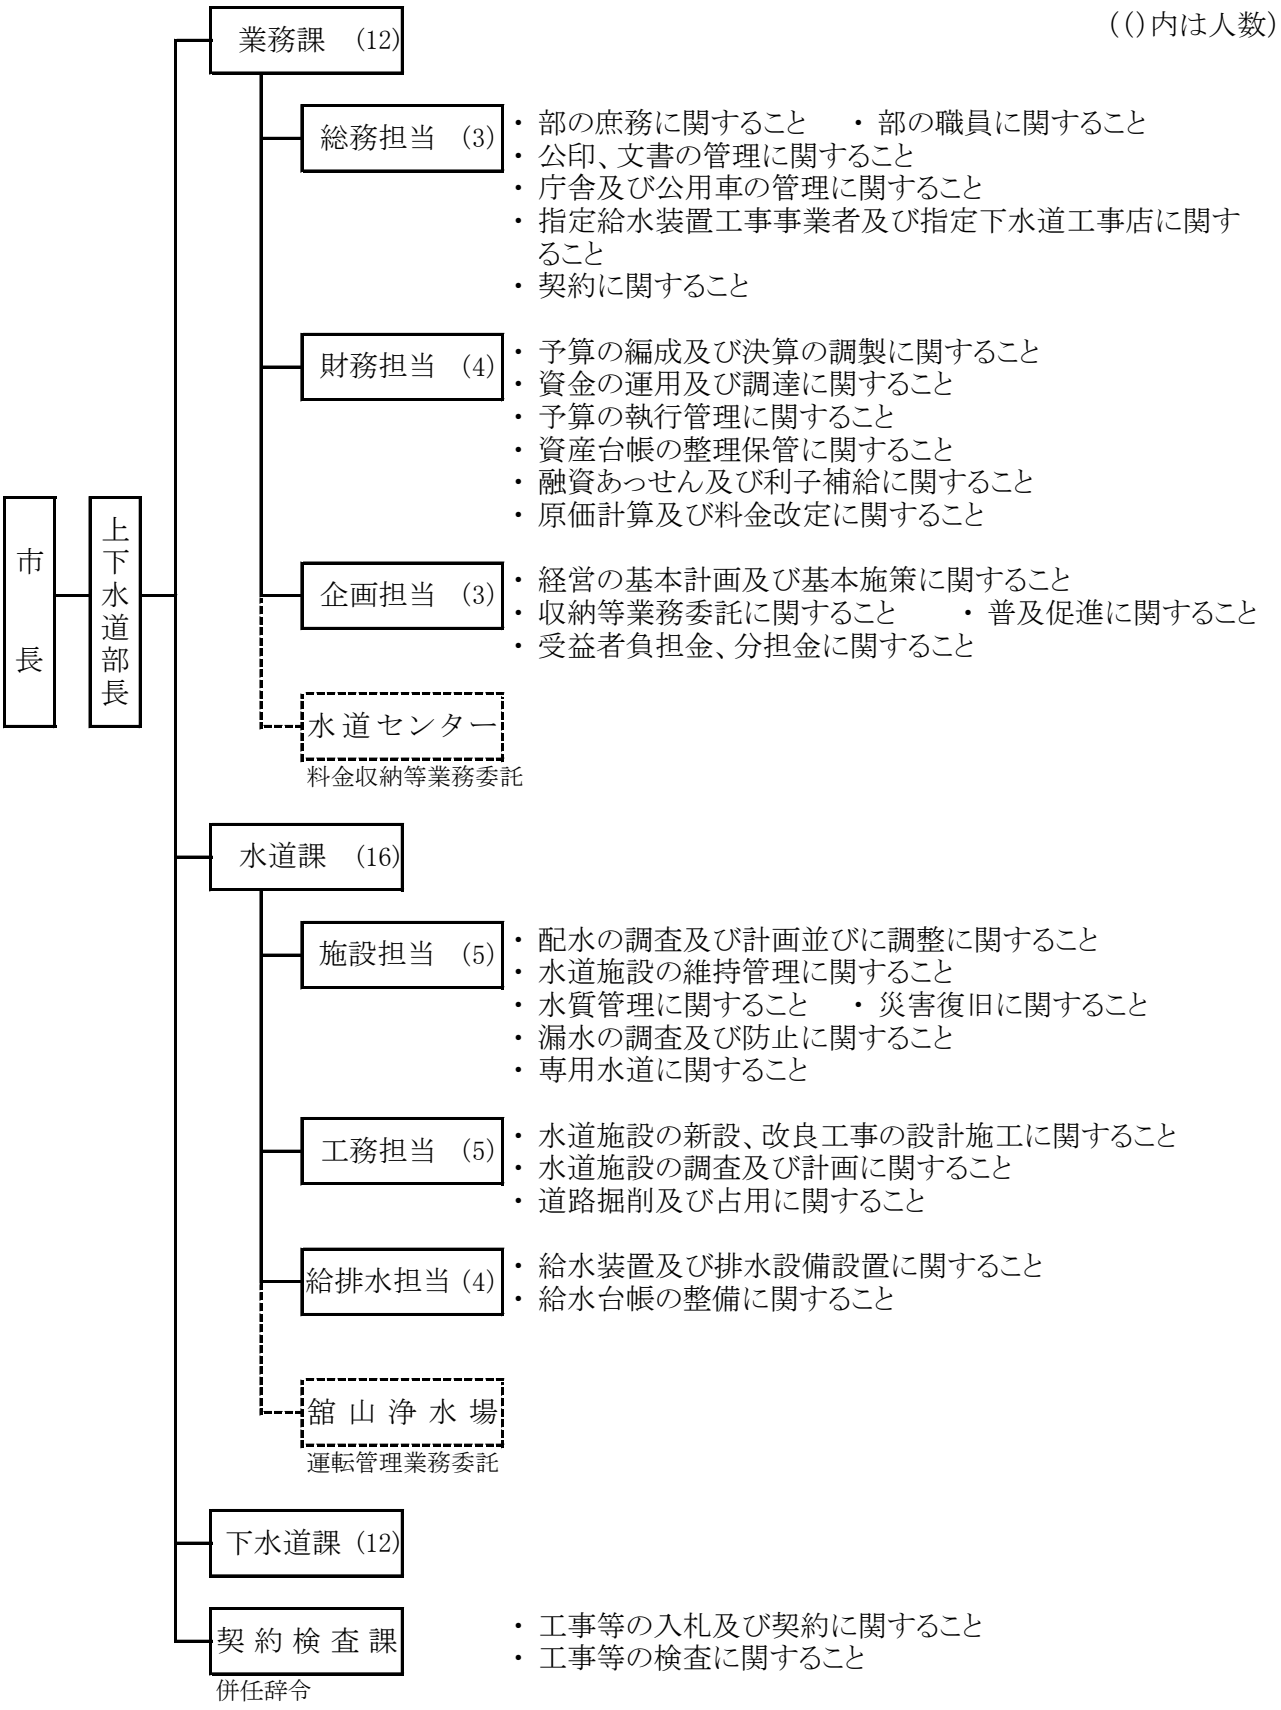 (()内は人数)
業務課 (12)
総務担当 (3)
・ 部の庶務に関すること ・ 部の職員に関すること
・ 公印、文書の管理に関すること
・ 庁舎及び公用車の管理に関すること
・ 指定給水装置工事事業者及び指定下水道工事店に関す
ること
・ 契約に関すること
財務担当 (4)
・ 予算の編成及び決算の調製に関すること
・ 資金の運用及び調達に関すること
・ 予算の執行管理に関すること
・ 資産台帳の整理保管に関すること
・ 融資あっせん及び利子補給に関すること
・ 原価計算及び料金改定に関すること
市長
上下水道部長
企画担当 (3)
・ 経営の基本計画及び基本施策に関すること
・ 収納等業務委託に関すること ・ 普及促進に関すること
・ 受益者負担金、分担金に関すること
水道センター
料金収納等業務委託
水道課 (16)
施設担当 (5)
・ 配水の調査及び計画並びに調整に関すること
・ 水道施設の維持管理に関すること
・ 水質管理に関すること ・ 災害復旧に関すること
・ 漏水の調査及び防止に関すること
・ 専用水道に関すること
工務担当 (5)
・ 水道施設の新設、改良工事の設計施工に関すること
・ 水道施設の調査及び計画に関すること
・ 道路掘削及び占用に関すること
給排水担当 (4)
・ 給水装置及び排水設備設置に関すること
・ 給水台帳の整備に関すること
舘山浄水場
運転管理業務委託
下水道課 (12)
契約検査課
・ 工事等の入札及び契約に関すること
・ 工事等の検査に関すること
併任辞令